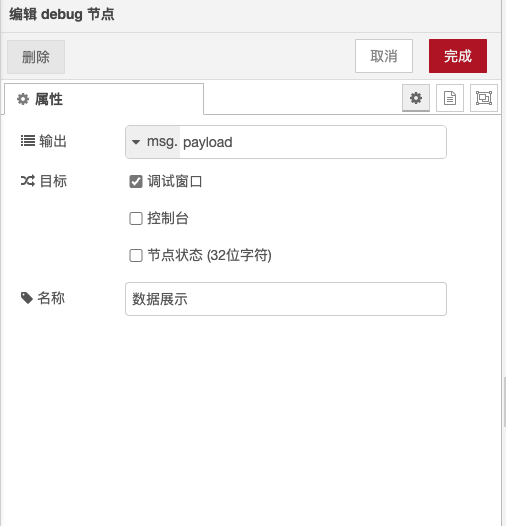 编辑 debug 节点
删除 取消 完成
属性
输出 msg. payload
目标 调试窗口
控制台
节点状态 (32位字符)
名称 数据展示